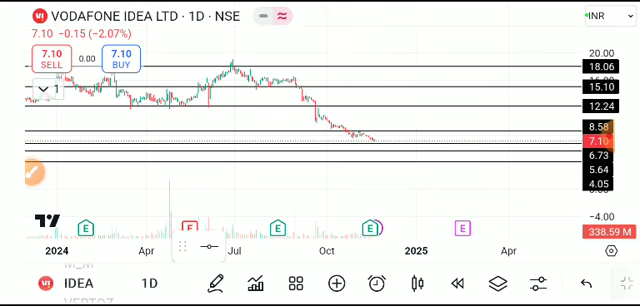 VODAFONE IDEA LTD · 1D · NSE
INR
7.10 −0.15 (−2.07%)
7.10 SELL
0.00
7.10 BUY
20.00
18.06
15.10
12.24
8.58
7.10
6.73
5.64
4.05
−4.00
338.59 M
1
E E E E E
2024 Apr Jul Oct 2025 Apr
IDEA 1D